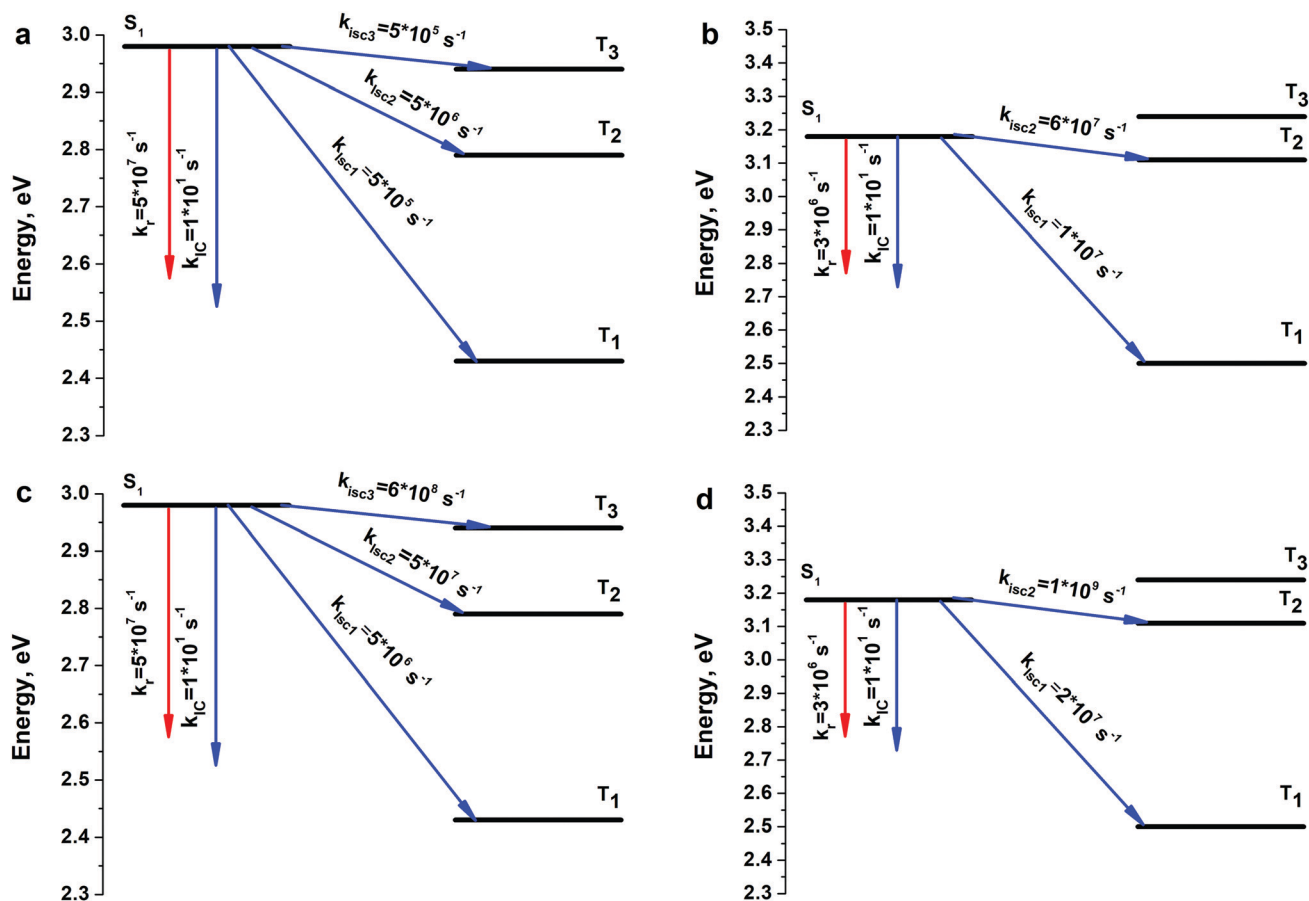 a
S1
3.0
2.9
2.8
2.7
2.6
2.5
2.4
2.3
Energy, eV
kr=5*10^7 s^-1
kIC=1*10^1 s^-1
kisc3=5*10^5 s^-1
kIsc2=5*10^6 s^-1
kIsc1=5*10^5 s^-1
T3
T2
T1
b
S1
3.5
3.4
3.3
3.2
3.1
3.0
2.9
2.8
2.7
2.6
2.5
2.4
2.3
Energy, eV
kr=3*10^6 s^-1
kIC=1*10^1 s^-1
kisc2=6*10^7 s^-1
kIsc1=1*10^7 s^-1
T3
T2
T1
c
S1
3.0
2.9
2.8
2.7
2.6
2.5
2.4
2.3
Energy, eV
kr=5*10^7 s^-1
kIC=1*10^1 s^-1
kisc3=6*10^8 s^-1
kIsc2=5*10^7 s^-1
kIsc1=5*10^6 s^-1
T3
T2
T1
d
S1
3.5
3.4
3.3
3.2
3.1
3.0
2.9
2.8
2.7
2.6
2.5
2.4
2.3
Energy, eV
kr=3*10^6 s^-1
kIC=1*10^1 s^-1
kisc2=1*10^9 s^-1
kIsc1=2*10^7 s^-1
T3
T2
T1